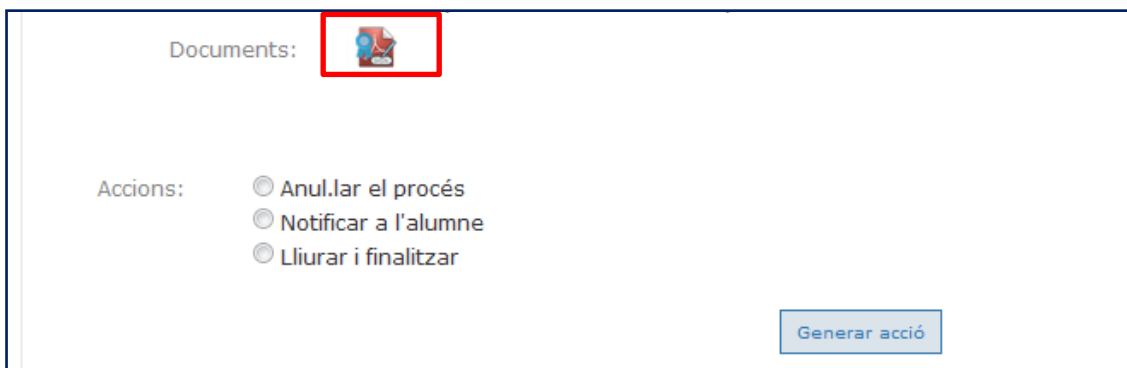 Documents:
Accions:
Anul.lar el procés
Notificar a l'alumne
Lliurar i finalitzar
Generar acció